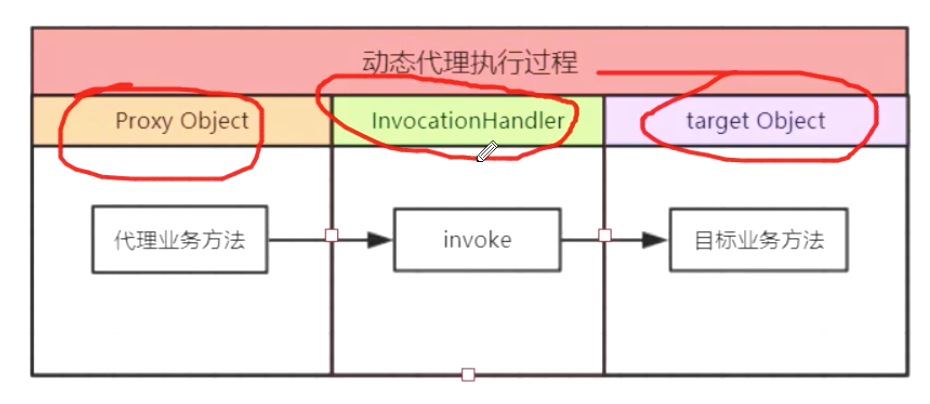 动态代理执行过程
Proxy Object
InvocationHandler
target Object
代理业务方法
invoke
目标业务方法